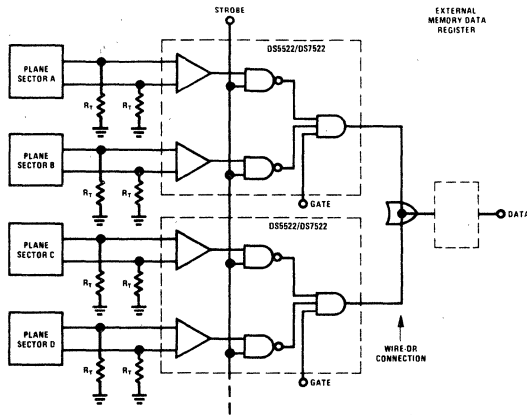 STROBE
EXTERNAL
MEMORY DATA
REGISTER
DS5522/DS7522
PLANE
SECTOR A
RT
RT
PLANE
SECTOR B
RT
RT
GATE
DS5522/DS7522
DATA
PLANE
SECTOR C
RT
RT
PLANE
SECTOR D
RT
RT
GATE
WIRE-OR
CONNECTION